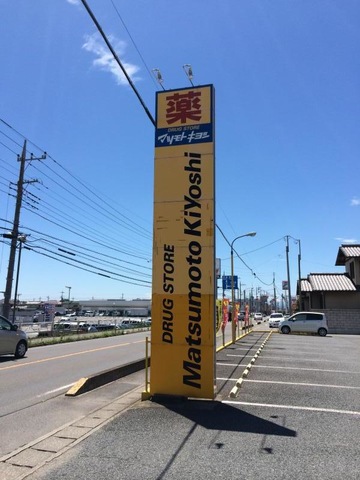 薬
DRUG STORE
マツモトキヨシ
DRUG STORE
Matsumoto KiYoshi